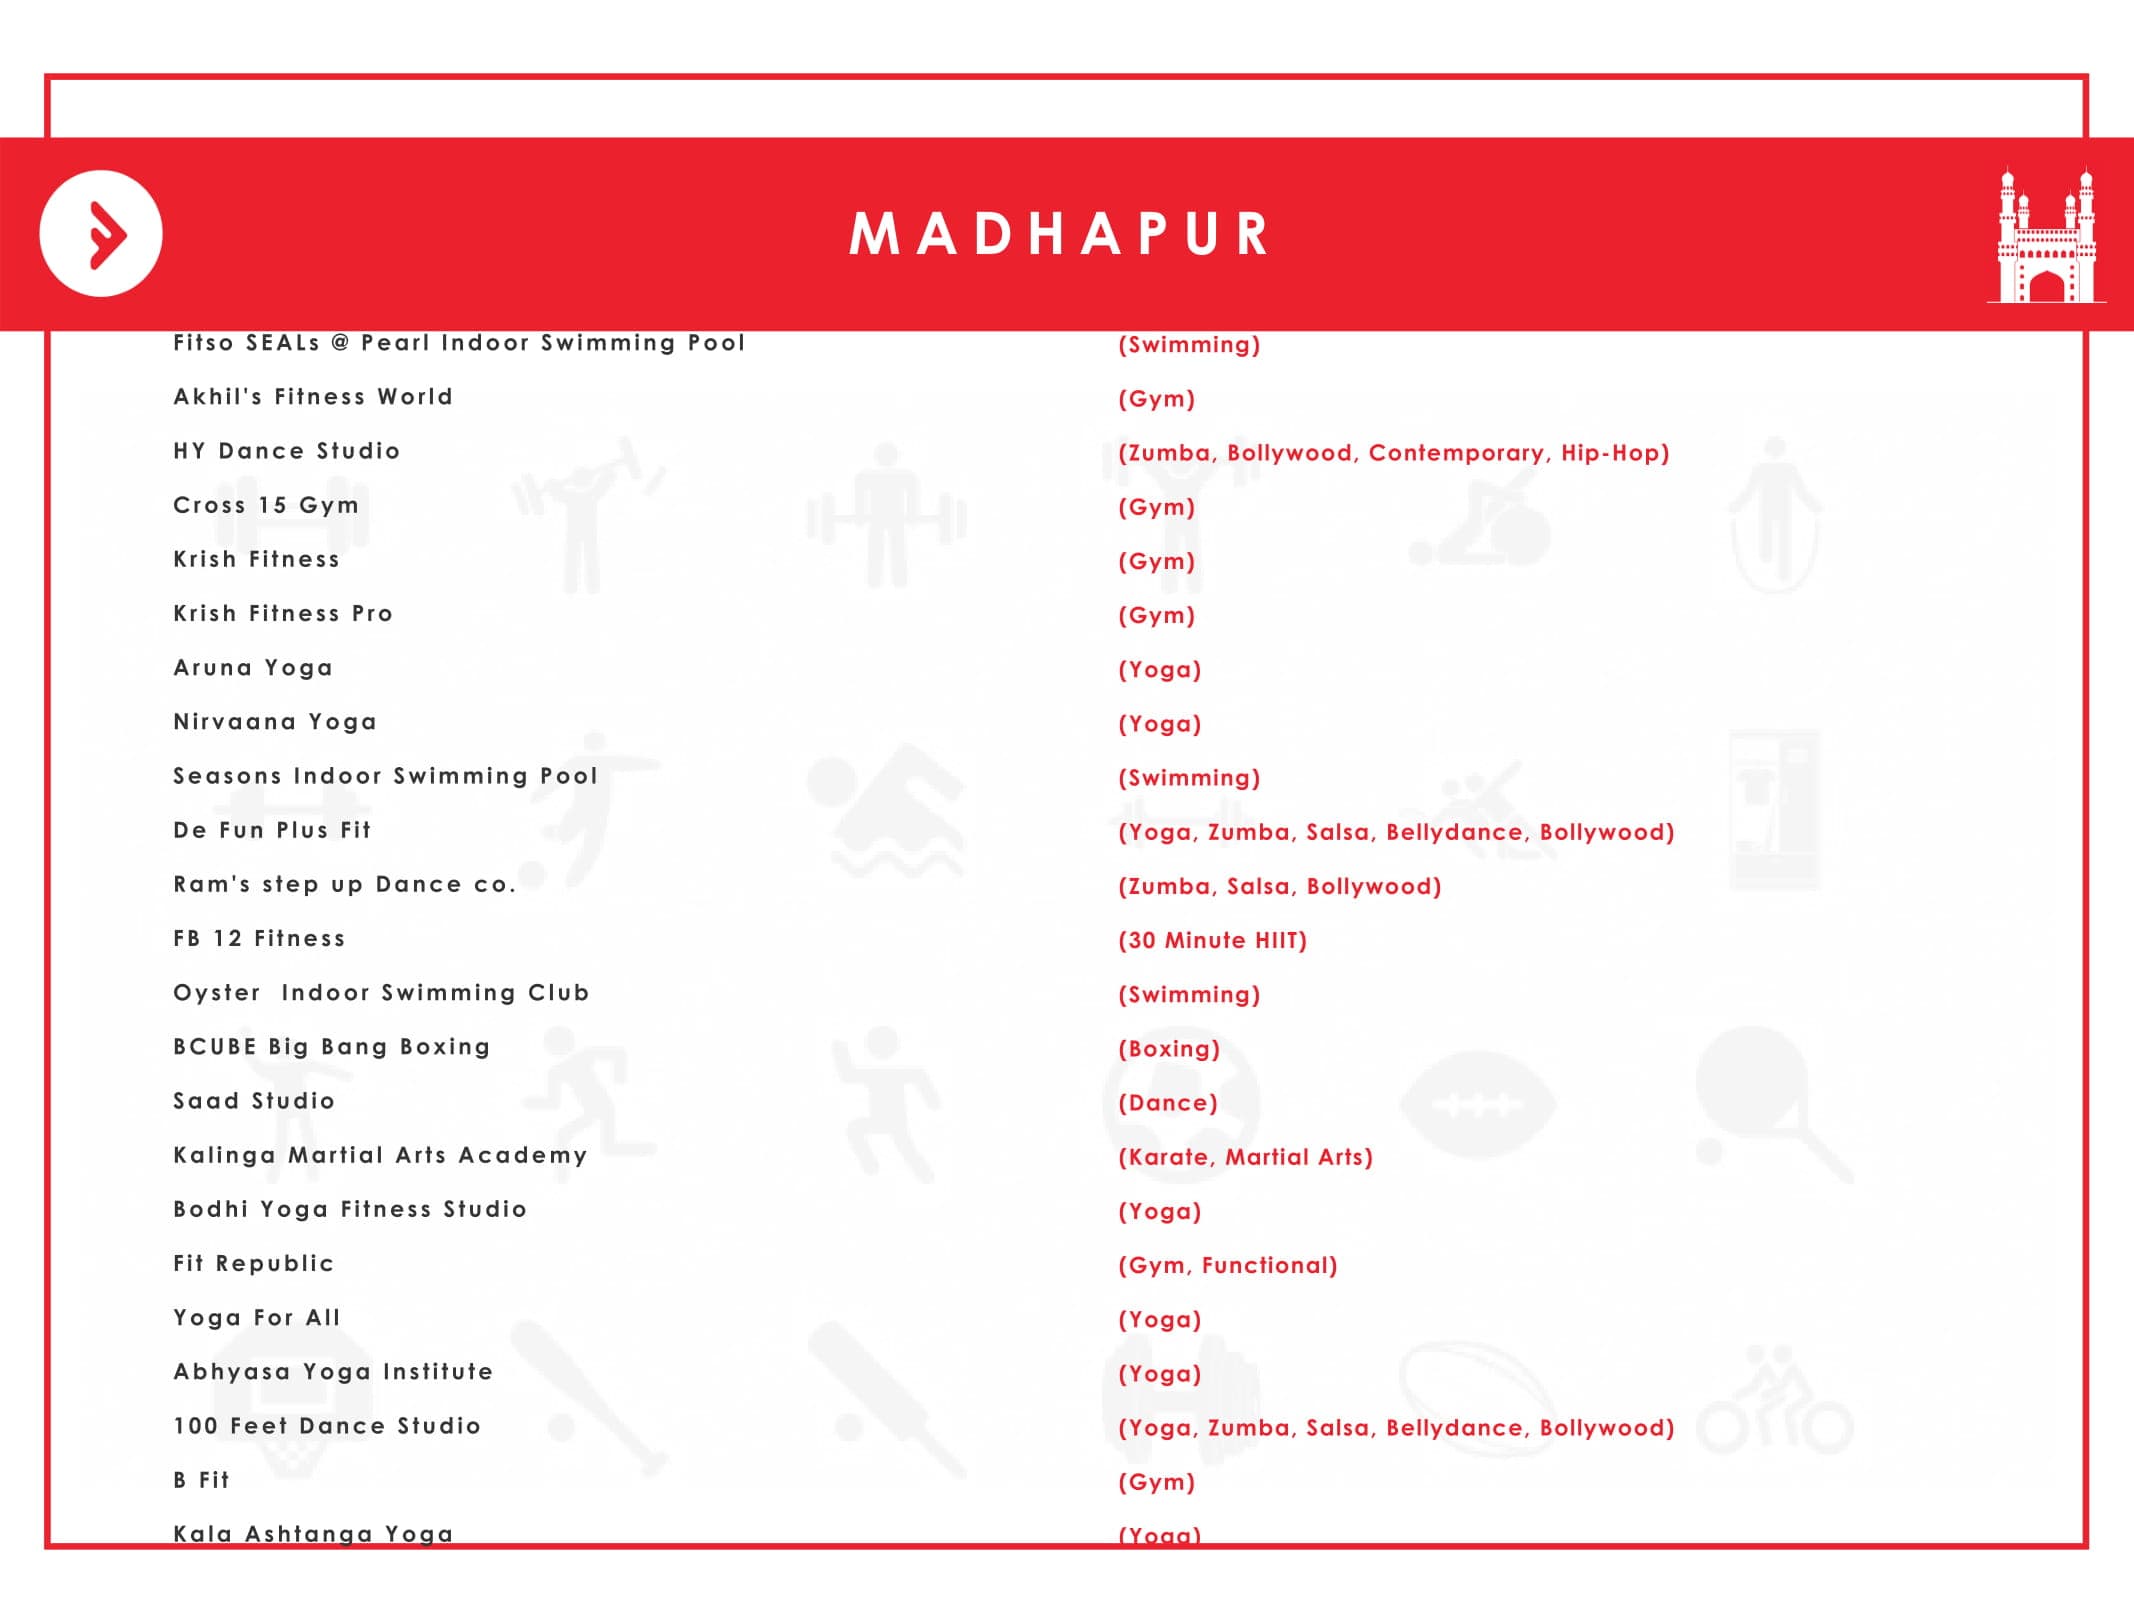 MADHAPUR
Fitso SEALs @ Pearl Indoor Swimming Pool (Swimming)
Akhil's Fitness World (Gym)
HY Dance Studio (Zumba, Bollywood, Contemporary, Hip-Hop)
Cross 15 Gym (Gym)
Krish Fitness (Gym)
Krish Fitness Pro (Gym)
Aruna Yoga (Yoga)
Nirvaana Yoga (Yoga)
Seasons Indoor Swimming Pool (Swimming)
De Fun Plus Fit (Yoga, Zumba, Salsa, Bellydance, Bollywood)
Ram's step up Dance co. (Zumba, Salsa, Bollywood)
FB 12 Fitness (30 Minute HIIT)
Oyster Indoor Swimming Club (Swimming)
BCUBE Big Bang Boxing (Boxing)
Saad Studio (Dance)
Kalinga Martial Arts Academy (Karate, Martial Arts)
Bodhi Yoga Fitness Studio (Yoga)
Fit Republic (Gym, Functional)
Yoga For All (Yoga)
Abhyasa Yoga Institute (Yoga)
100 Feet Dance Studio (Yoga, Zumba, Salsa, Bellydance, Bollywood)
B Fit (Gym)
Kala Ashtanga Yoga (Yoga)